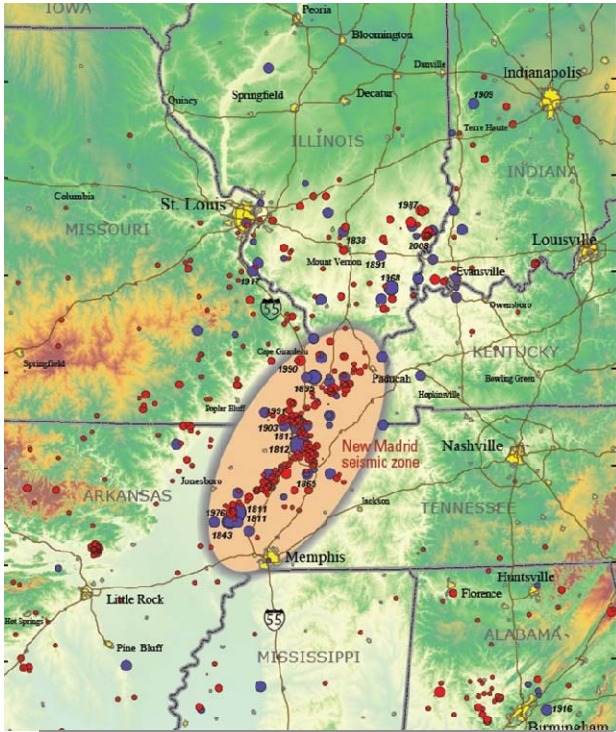 IOWA
Peoria
Bloomington
Danville
Indianapolis
Quincy
Springfield
Decatur
1909
Terre Haute
ILLINOIS
INDIANA
Columbia
St. Louis
MISSOURI
1987
1838
2008
Louisville
Mount Vernon
1891
Evansville
1917
1968
55
Owensboro
Springfield
Cape Girardeau
KENTUCKY
1990
Paducah
Bowling Green
1895
Hopkinsville
Poplar Bluff
1903
1812
New Madrid
seismic zone
Nashville
Jonesboro
1865
ARKANSAS
Jackson
TENNESSEE
1976
1811
1811
1843
Memphis
Huntsville
Little Rock
Florence
Hot Springs
55
ALABAMA
Pine Bluff
MISSISSIPPI
1916
Birmingham